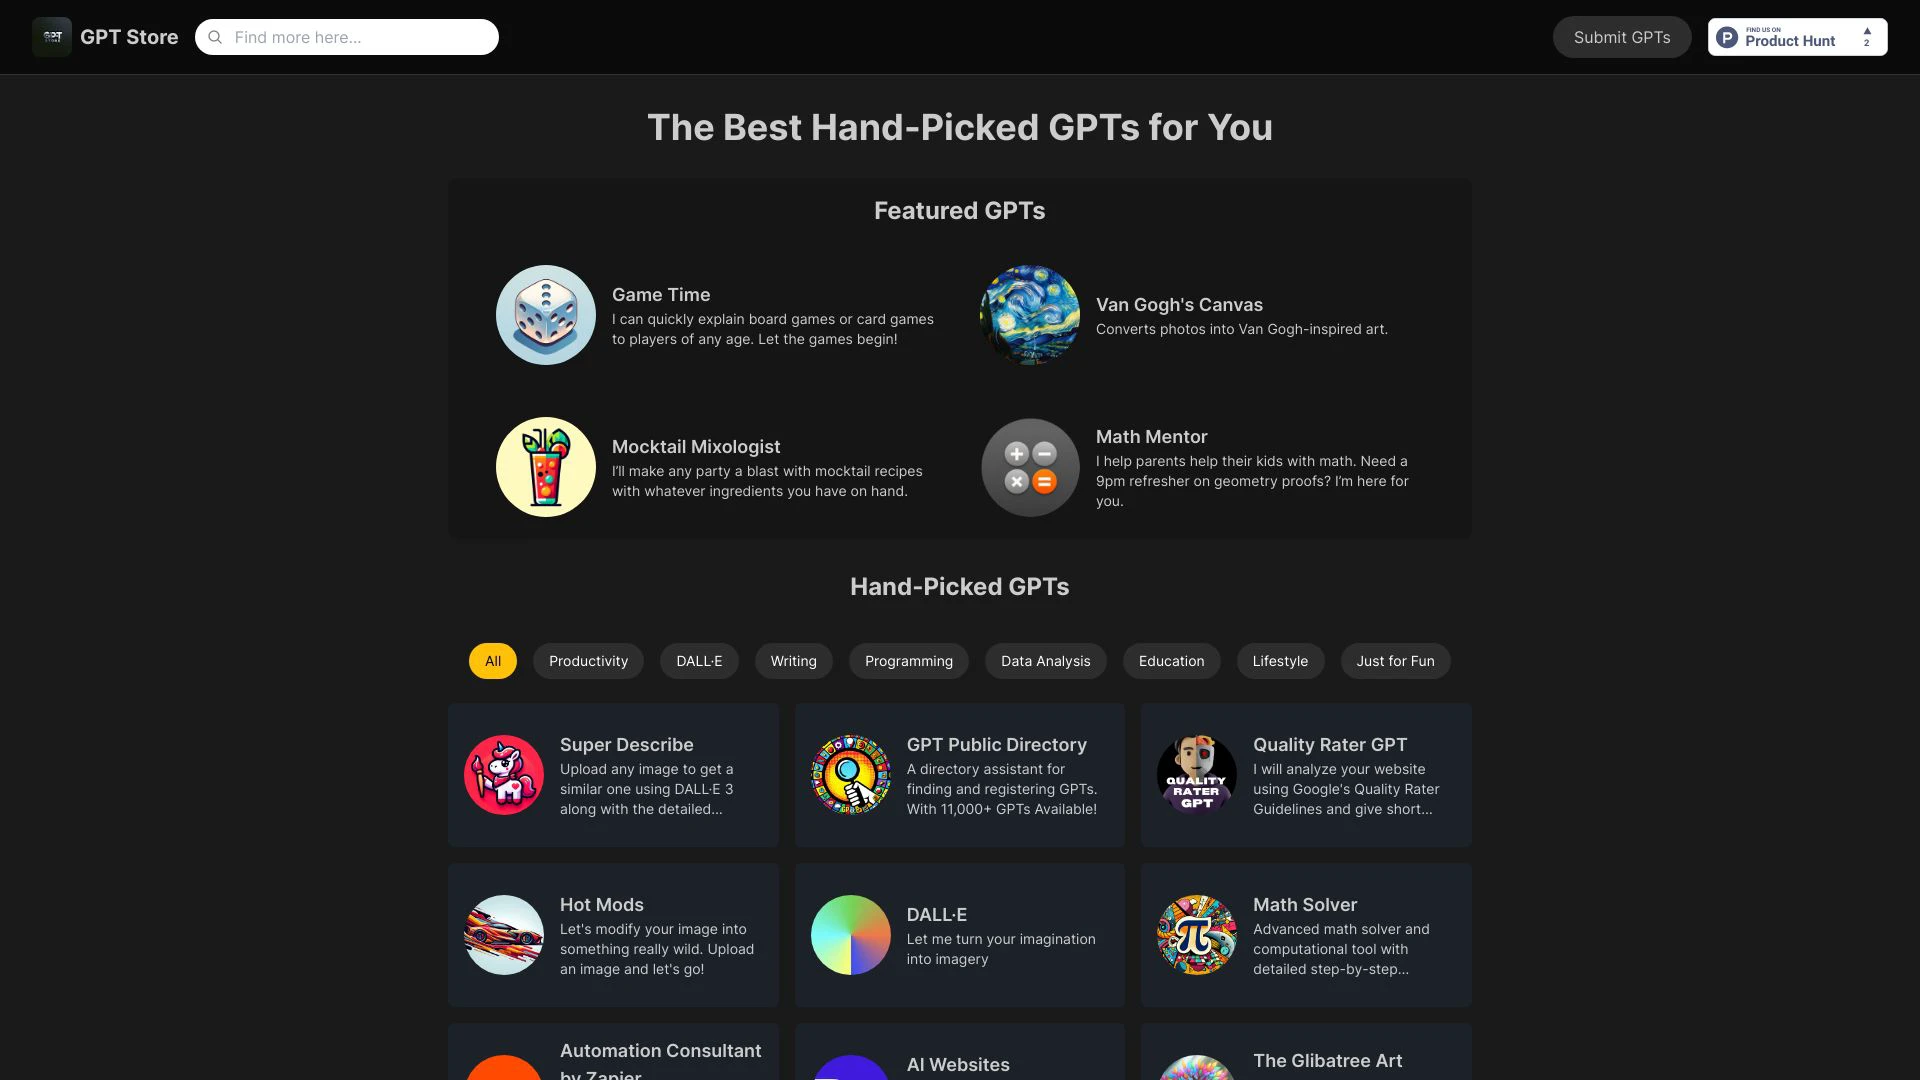 GPT STORE
GPT Store
Find more here...
Submit GPTs
P
FIND US ON
Product Hunt
2
The Best Hand-Picked GPTs for You
Featured GPTs
Game Time
I can quickly explain board games or card games
to players of any age. Let the games begin!
Van Gogh's Canvas
Converts photos into Van Gogh-inspired art.
Mocktail Mixologist
I’ll make any party a blast with mocktail recipes
with whatever ingredients you have on hand.
Math Mentor
I help parents help their kids with math. Need a
9pm refresher on geometry proofs? I’m here for
you.
Hand-Picked GPTs
All
Productivity
DALL·E
Writing
Programming
Data Analysis
Education
Lifestyle
Just for Fun
Super Describe
Upload any image to get a
similar one using DALL·E 3
along with the detailed...
GPT Public Directory
A directory assistant for
finding and registering GPTs.
With 11,000+ GPTs Available!
QUALITY
RATER
GPT
Quality Rater GPT
I will analyze your website
using Google's Quality Rater
Guidelines and give short...
Hot Mods
Let's modify your image into
something really wild. Upload
an image and let's go!
DALL·E
Let me turn your imagination
into imagery
Math Solver
Advanced math solver and
computational tool with
detailed step-by-step...
Automation Consultant
by Zapier
AI Websites
The Glibatree Art